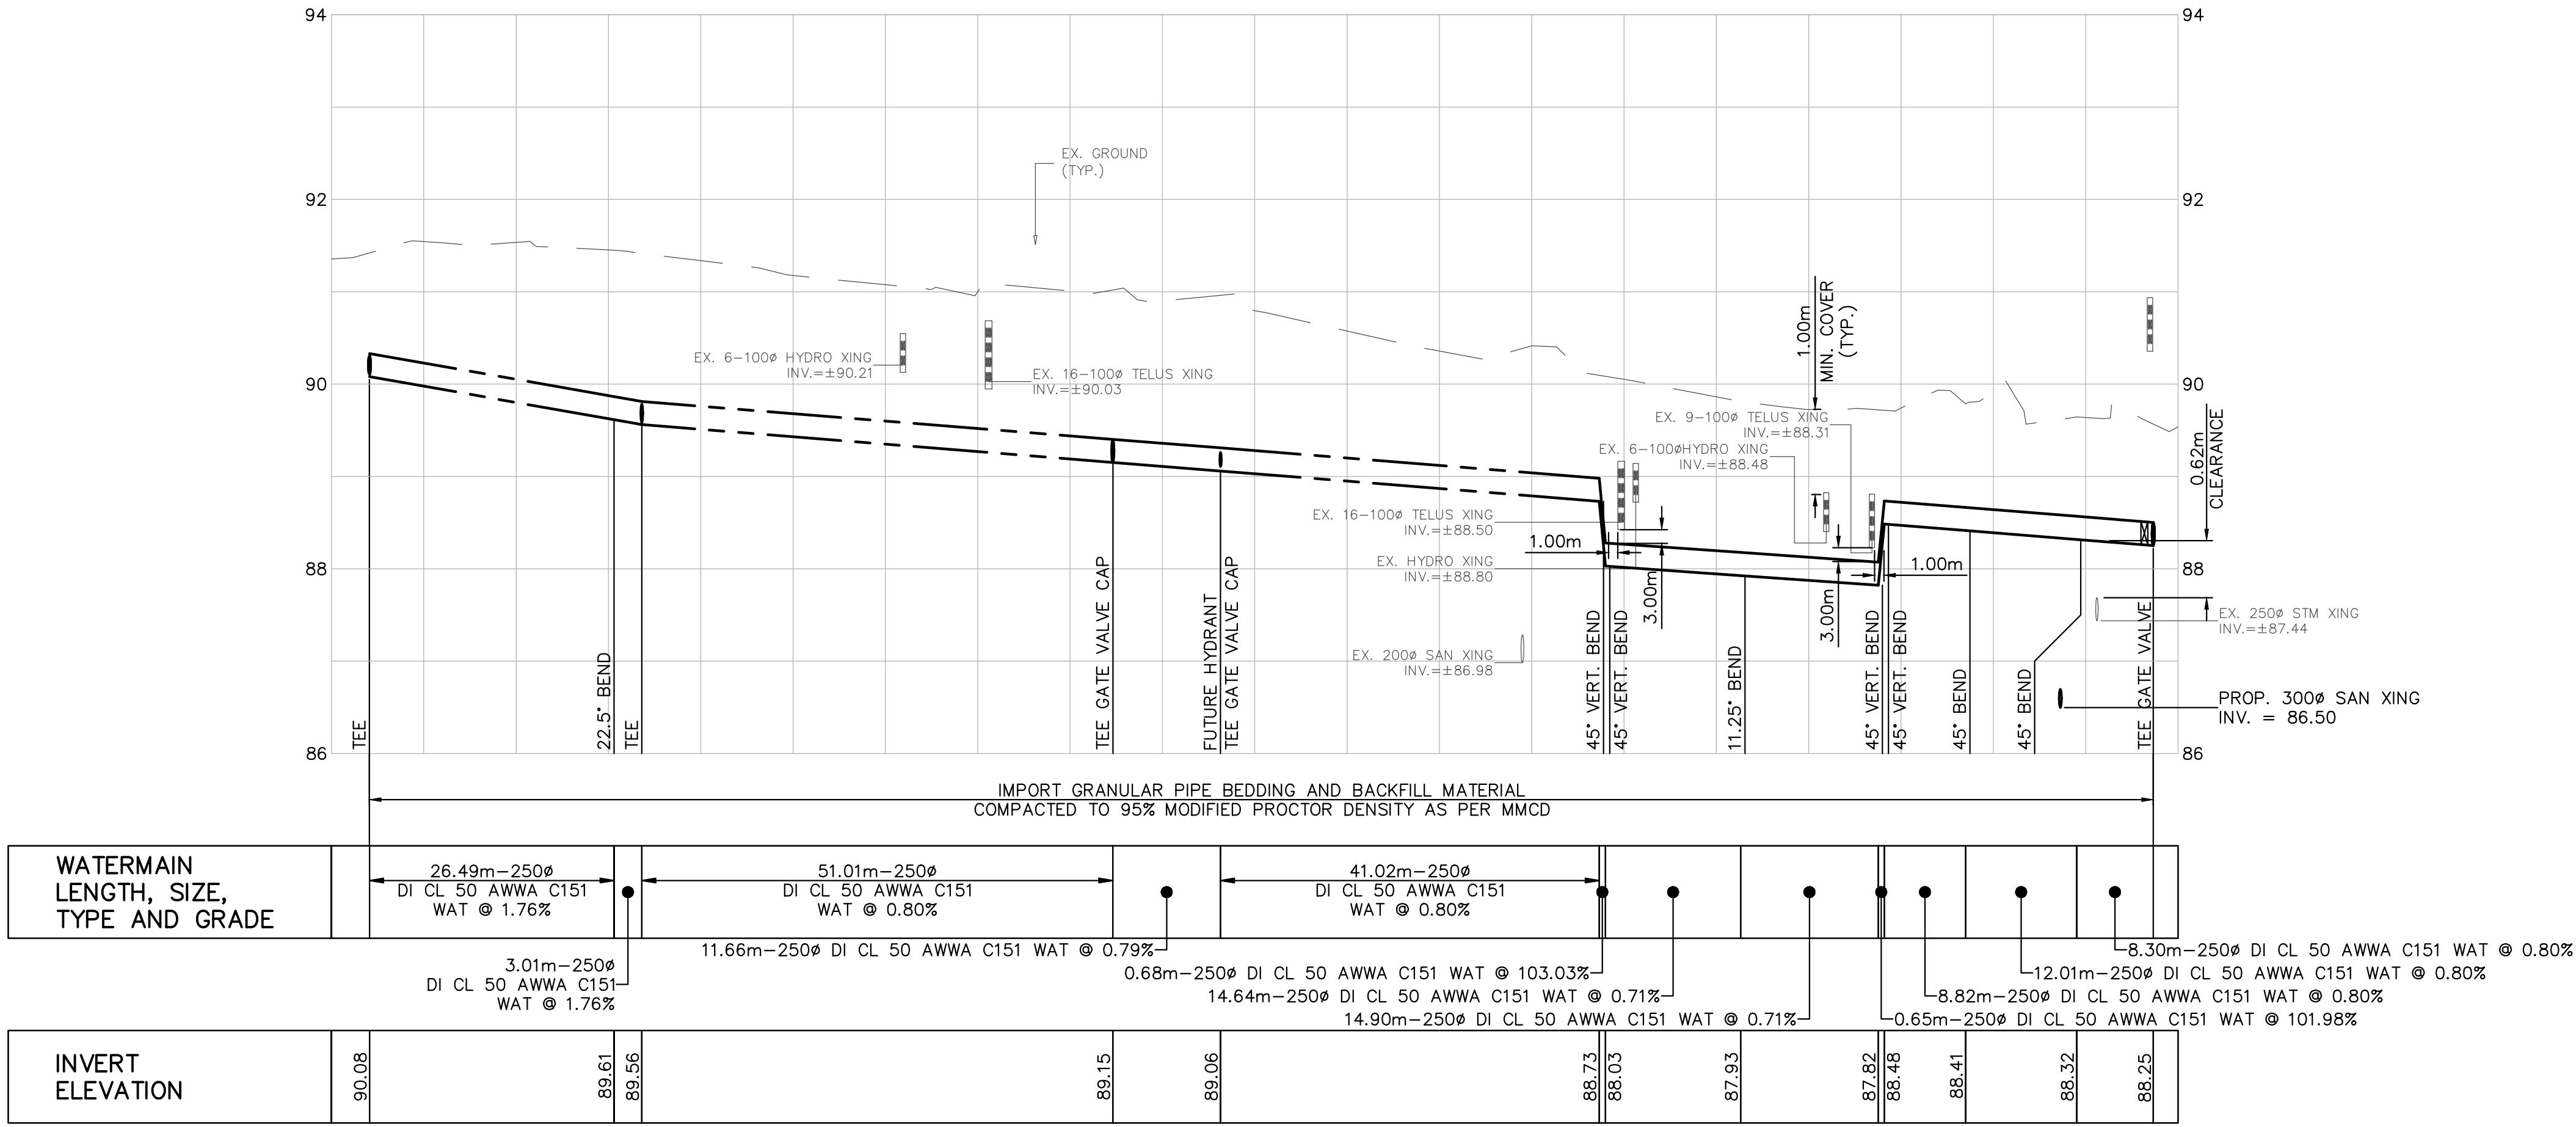 94
94
92
92
90
90
88
88
86
86
EX. GROUND
(TYP.)
EX. 6-100ø HYDRO XING
INV.=±90.21
EX. 16-100ø TELUS XING
INV.=±90.03
1.00m
MIN. COVER
(TYP.)
EX. 9-100ø TELUS XING
INV.=±88.31
EX. 6-100øHYDRO XING
INV.=±88.48
0.62m
CLEARANCE
EX. 16-100ø TELUS XING
INV.=±88.50
1.00m
EX. HYDRO XING
INV.=±88.80
3.00m
3.00m
1.00m
EX. 200ø SAN XING
INV.=±86.98
EX. 250ø STM XING
INV.=±87.44
PROP. 300ø SAN XING
INV. = 86.50
TEE
22.5° BEND
TEE
TEE GATE VALVE CAP
FUTURE HYDRANT
TEE GATE VALVE CAP
45° VERT. BEND
45° VERT. BEND
11.25° BEND
45° VERT. BEND
45° VERT. BEND
45° BEND
45° BEND
TEE GATE VALVE
IMPORT GRANULAR PIPE BEDDING AND BACKFILL MATERIAL
COMPACTED TO 95% MODIFIED PROCTOR DENSITY AS PER MMCD
WATERMAIN
LENGTH, SIZE,
TYPE AND GRADE
26.49m-250ø
DI CL 50 AWWA C151
WAT @ 1.76%
51.01m-250ø
DI CL 50 AWWA C151
WAT @ 0.80%
41.02m-250ø
DI CL 50 AWWA C151
WAT @ 0.80%
3.01m-250ø
DI CL 50 AWWA C151
WAT @ 1.76%
11.66m-250ø DI CL 50 AWWA C151 WAT @ 0.79%
0.68m-250ø DI CL 50 AWWA C151 WAT @ 103.03%
14.64m-250ø DI CL 50 AWWA C151 WAT @ 0.71%
14.90m-250ø DI CL 50 AWWA C151 WAT @ 0.71%
8.30m-250ø DI CL 50 AWWA C151 WAT @ 0.80%
12.01m-250ø DI CL 50 AWWA C151 WAT @ 0.80%
8.82m-250ø DI CL 50 AWWA C151 WAT @ 0.80%
0.65m-250ø DI CL 50 AWWA C151 WAT @ 101.98%
INVERT
ELEVATION
90.08
89.61
89.56
89.15
89.06
88.73
88.03
87.93
87.82
88.48
88.41
88.32
88.25